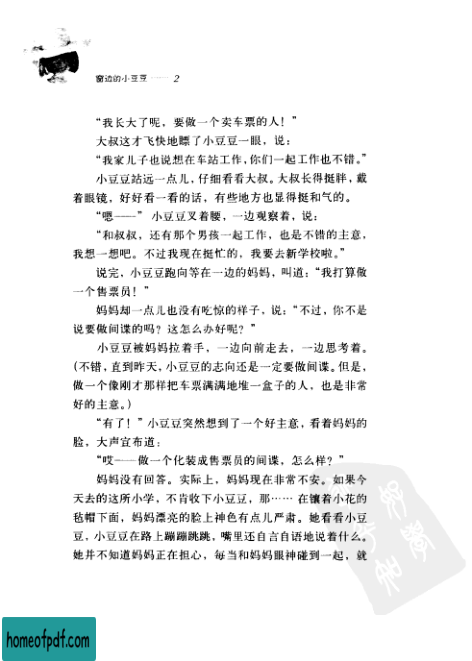 窗边的小豆豆—— 2
“我长大了呢，要做一个卖车票的人！”
大叔这才飞快地瞟了小豆豆一眼，说：
“我家儿子也说想在车站工作，你们一起工作也不错。”
小豆豆站远一点儿，仔细看看大叔。大叔长得挺胖，戴
着眼镜，好好看一看的话，有些地方也显得挺和气的。
“嗯——”小豆豆叉着腰，一边观察着，说：
“和叔叔，还有那个男孩一起工作，也是不错的主意，
我想一想吧。不过我现在挺忙的，我要去新学校啦。”
说完，小豆豆跑向等在一边的妈妈，叫道：“我打算做
一个售票员！”
妈妈却一点儿也没有吃惊的样子，说：“不过，你不是
说要做间谍的吗？这怎么办好呢？”
小豆豆被妈妈拉着手，一边向前走去，一边思考着。
（不错，直到昨天，小豆豆的志向还是一定要做间谍。但是，
做一个像刚才那样把车票满满地堆一盒子的人，也是非常
好的主意。）
“有了！”小豆豆突然想到了一个好主意，看着妈妈的
脸，大声宣布道：
“哎——做一个化装成售票员的间谍，怎么样？”
妈妈没有回答。实际上，妈妈现在非常不安。如果今
天去的这所小学，不肯收下小豆豆，那……在镶着小花的
毡帽下面，妈妈漂亮的脸上神色有点儿严肃。她看看小豆
豆，小豆豆在路上蹦蹦跳跳，嘴里还自言自语地说着什么。
她并不知道妈妈正在担心，每当和妈妈眼神碰到一起，就
homeofpdf.com